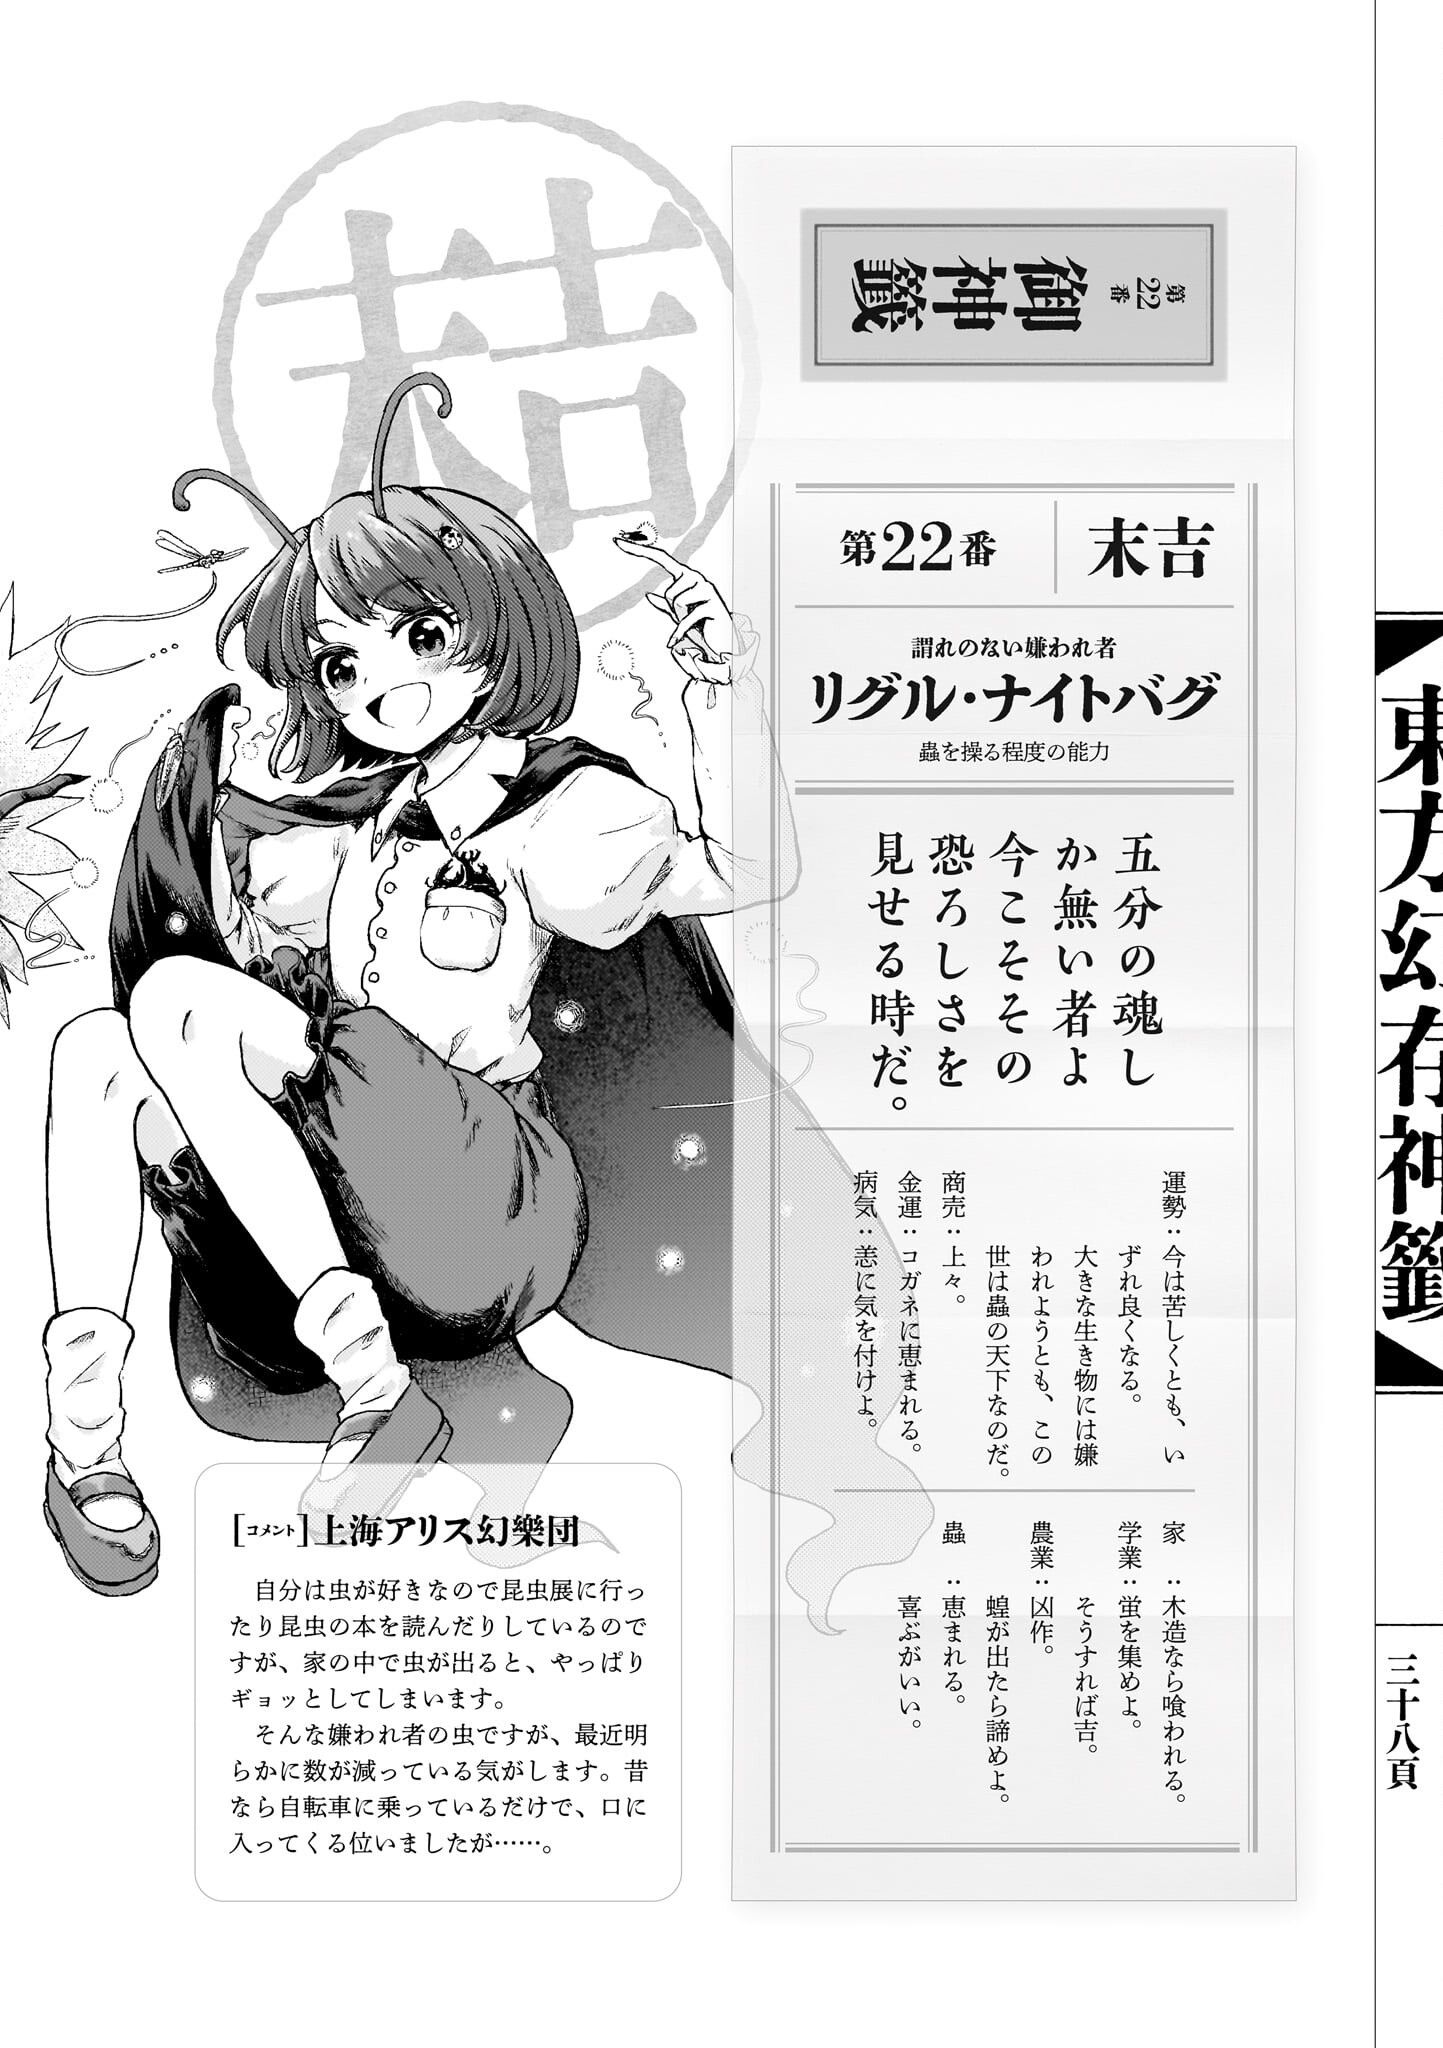 末吉
御神籤
第22番
第22番
末吉
謂れのない嫌われ者
リグル・ナイトバグ
蟲を操る程度の能力
五分の魂し
か無い者よ
今こそその
恐ろしさを
見せる時だ。
運勢：今は苦しくとも、い
ずれ良くなる。
大きな生き物には嫌
われようとも、この
世は蟲の天下なのだ。
商売：上々。
金運：コガネに恵まれる。
病気：恙に気を付けよ。
家　：木造なら喰われる。
学業：蛍を集めよ。
そうすれば吉。
農業：凶作。
蝗が出たら諦めよ。
蟲　：恵まれる。
喜ぶがいい。
［コメント］上海アリス幻樂団
自分は虫が好きなので昆虫展に行っ
たり昆虫の本を読んだりしているので
すが、家の中で虫が出ると、やっぱり
ギョッとしてしまいます。
そんな嫌われ者の虫ですが、最近明
らかに数が減っている気がします。昔
なら自転車に乗っているだけで、口に
入ってくる位いましたが……。
東方幻存神籤
三十八頁